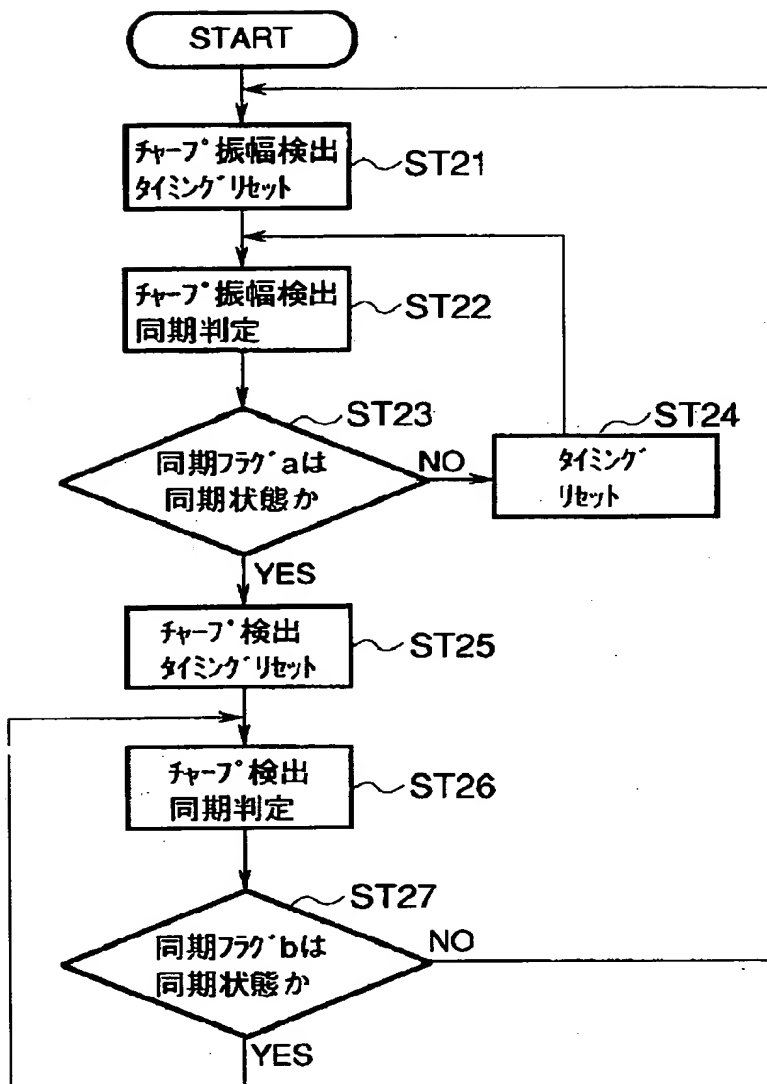 START
ﾁｬｰﾌﾟ振幅検出
ﾀｲﾐﾝｸﾞﾘｾｯﾄ
ST21
ﾁｬｰﾌﾟ振幅検出
同期判定
ST22
ST23
同期ﾌﾗｸﾞaは
同期状態か
NO
ST24
ﾀｲﾐﾝｸﾞ
ﾘｾｯﾄ
YES
ﾁｬｰﾌﾟ検出
ﾀｲﾐﾝｸﾞﾘｾｯﾄ
ST25
ﾁｬｰﾌﾟ検出
同期判定
ST26
ST27
同期ﾌﾗｸﾞbは
同期状態か
NO
YES